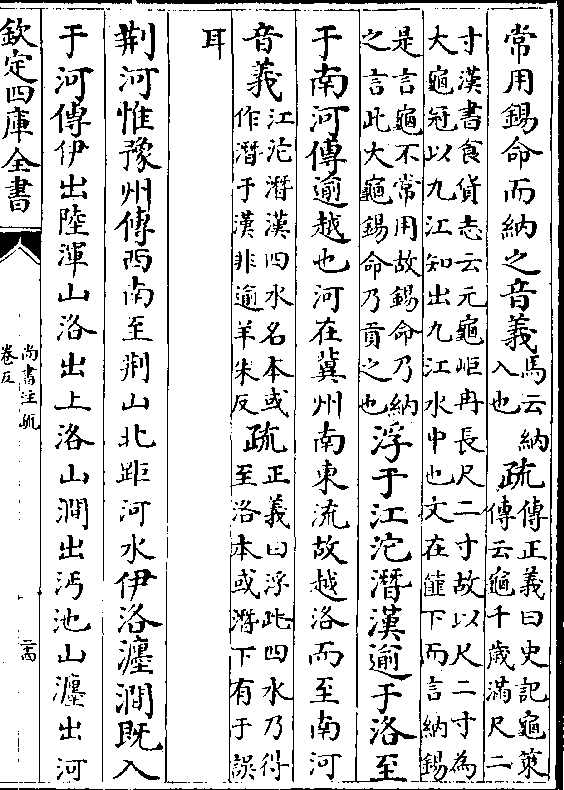 常用錫命而納之音義馬云納
入也疏傳正義曰史記龜筴
傳云龜千歲滿尺二
寸漢書食貨志云元龜岠冉長尺二寸故以尺二寸為
大龜冠以九江知出九江水中也文在篚下而言納錫
是言龜不常用故錫命乃納
之言此大龜錫命乃貢之也浮于江沱潛漢逾于洛至
于南河傳逾越也河在冀州南東流故越洛而至南河
音義江沱潛漢四水名本或
作潛于漢非逾羊朱反疏正義曰浮此四水乃得
至洛本或潛下有于誤
耳
荆河惟豫州傳西南至荆山北距河水伊洛瀍澗既入
于河傳伊出陸渾山洛出上洛山澗出沔池山瀍出河
欽定四庫全書
尚書注疏
卷五
二十四